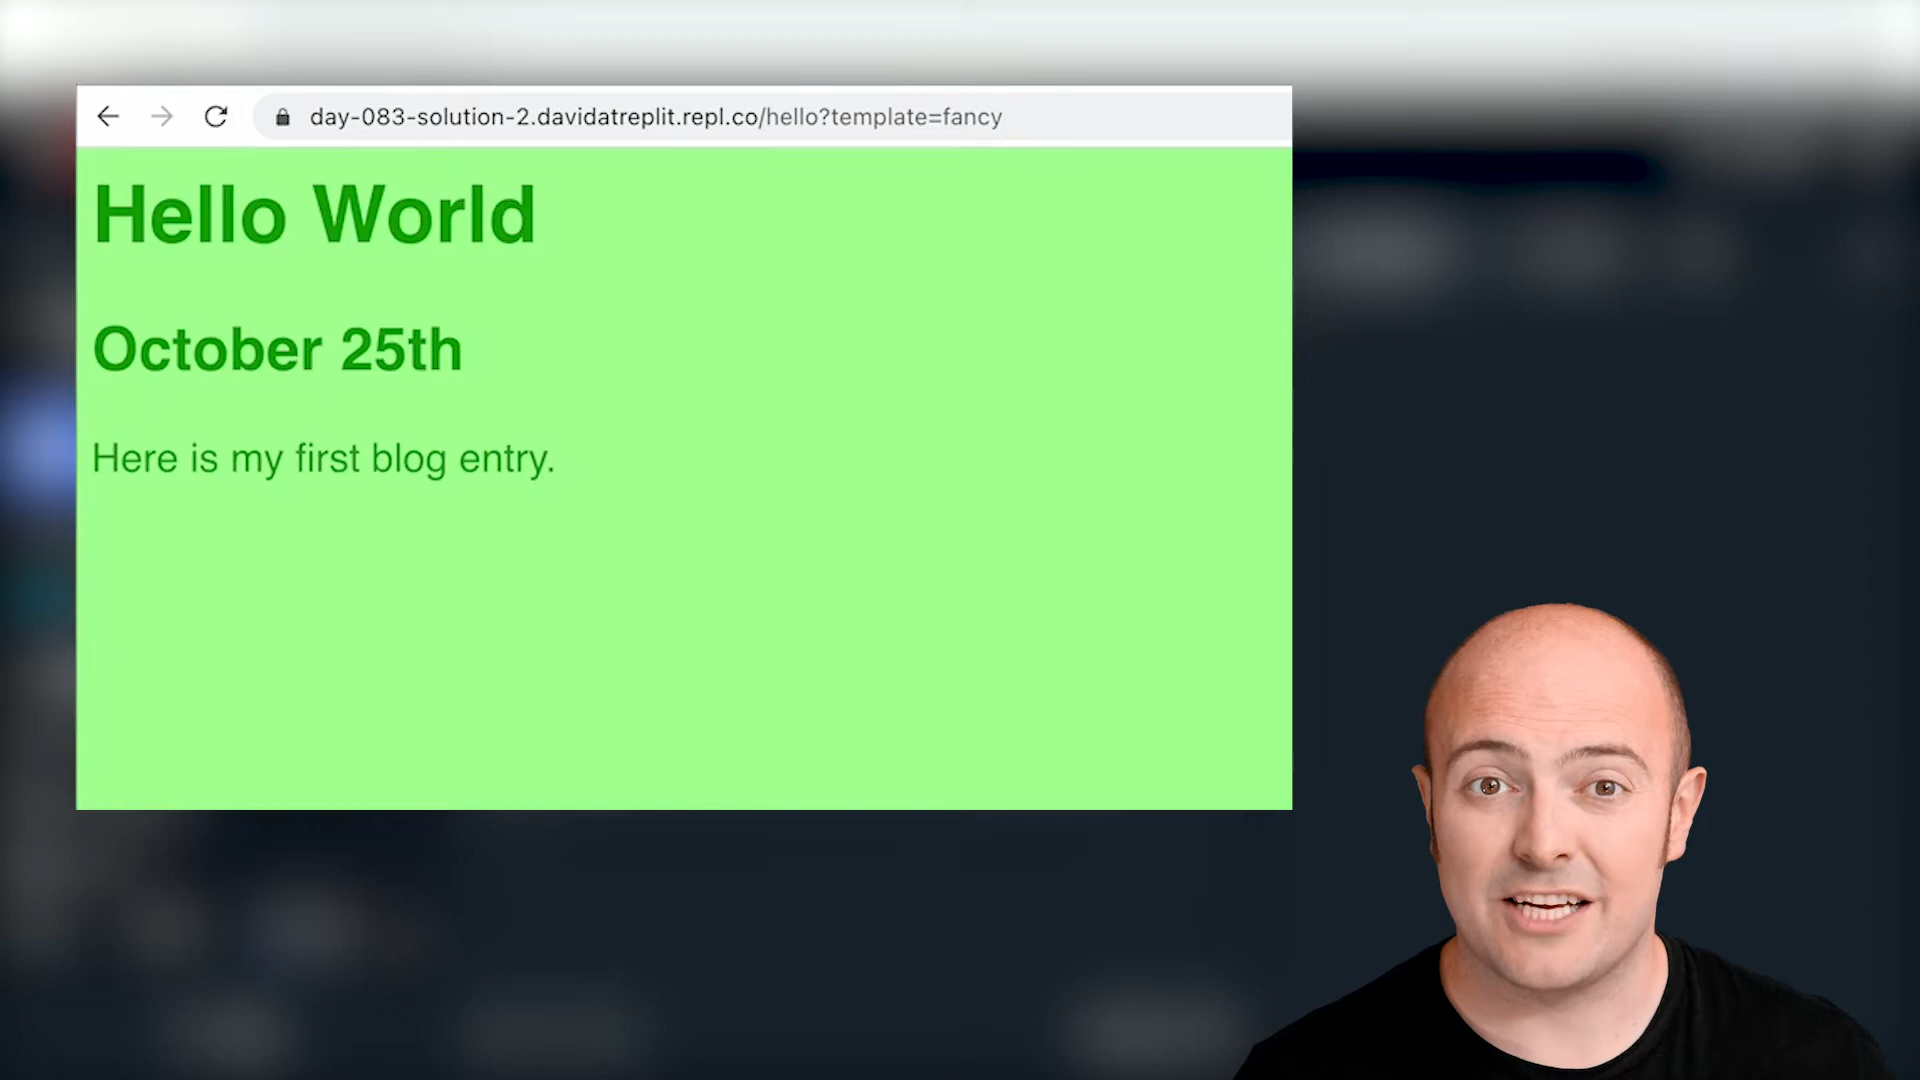 day-083-solution-2.davidatreplit.repl.co/hello?template=fancy
Hello World
October 25th
Here is my first blog entry.